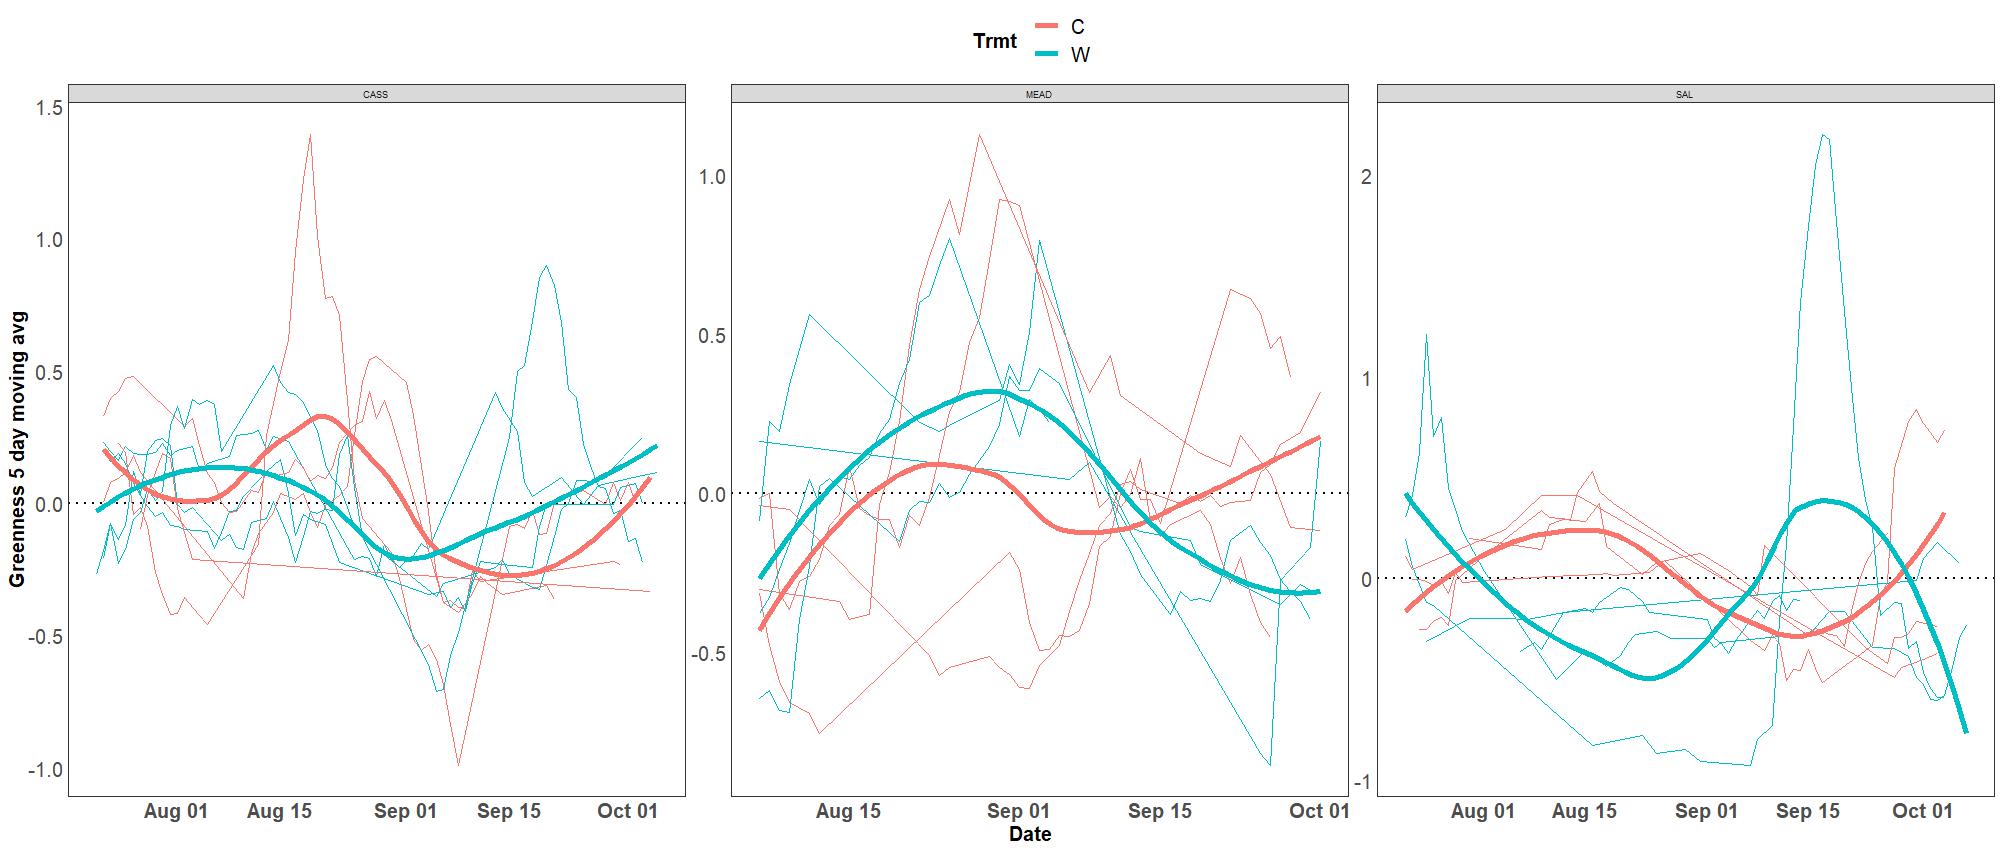 Trmt
C
W
CASS
MEAD
SAL
Greenness 5 day moving avg
1.5
1.0
0.5
0.0
-0.5
-1.0
1.0
0.5
0.0
-0.5
2
1
0
-1
Aug 01 Aug 15 Sep 01 Sep 15 Oct 01
Aug 15 Sep 01 Sep 15 Oct 01
Aug 01 Aug 15 Sep 01 Sep 15 Oct 01
Date